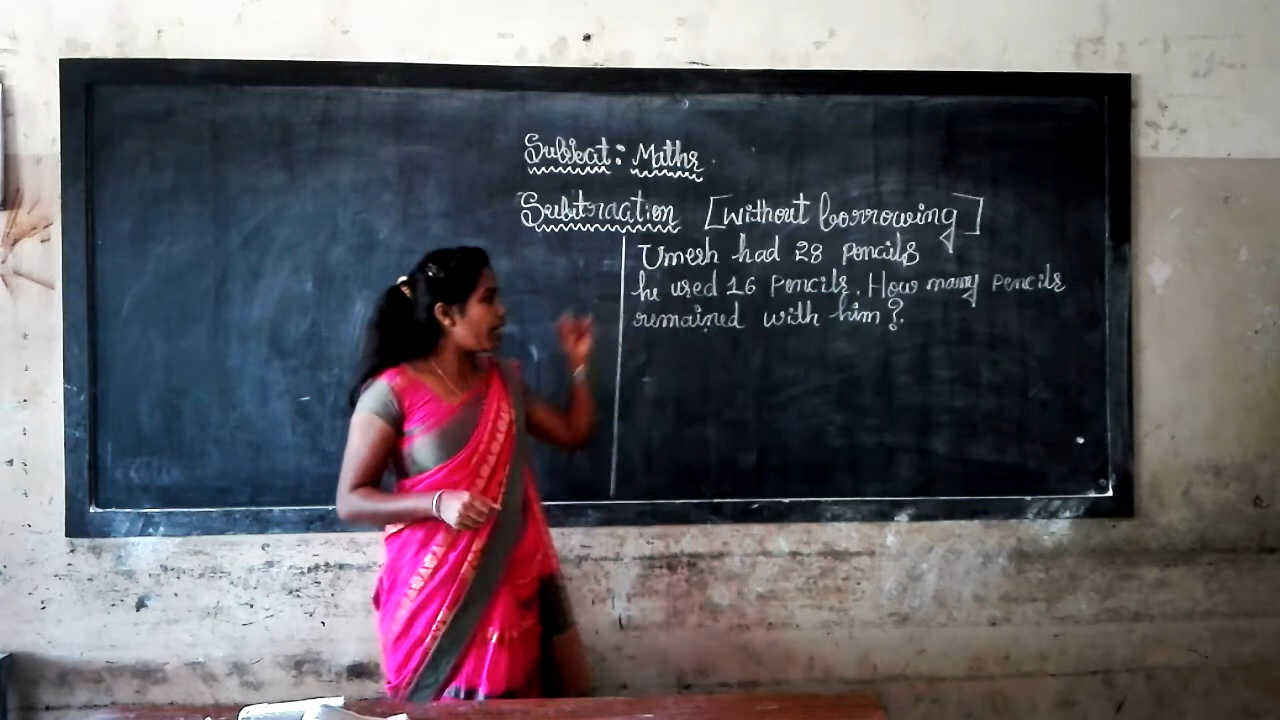 Subject: Maths
Subtraction [without borrowing]
Umesh had 28 pencils
he used 16 pencils. How many pencils
remained with him?.